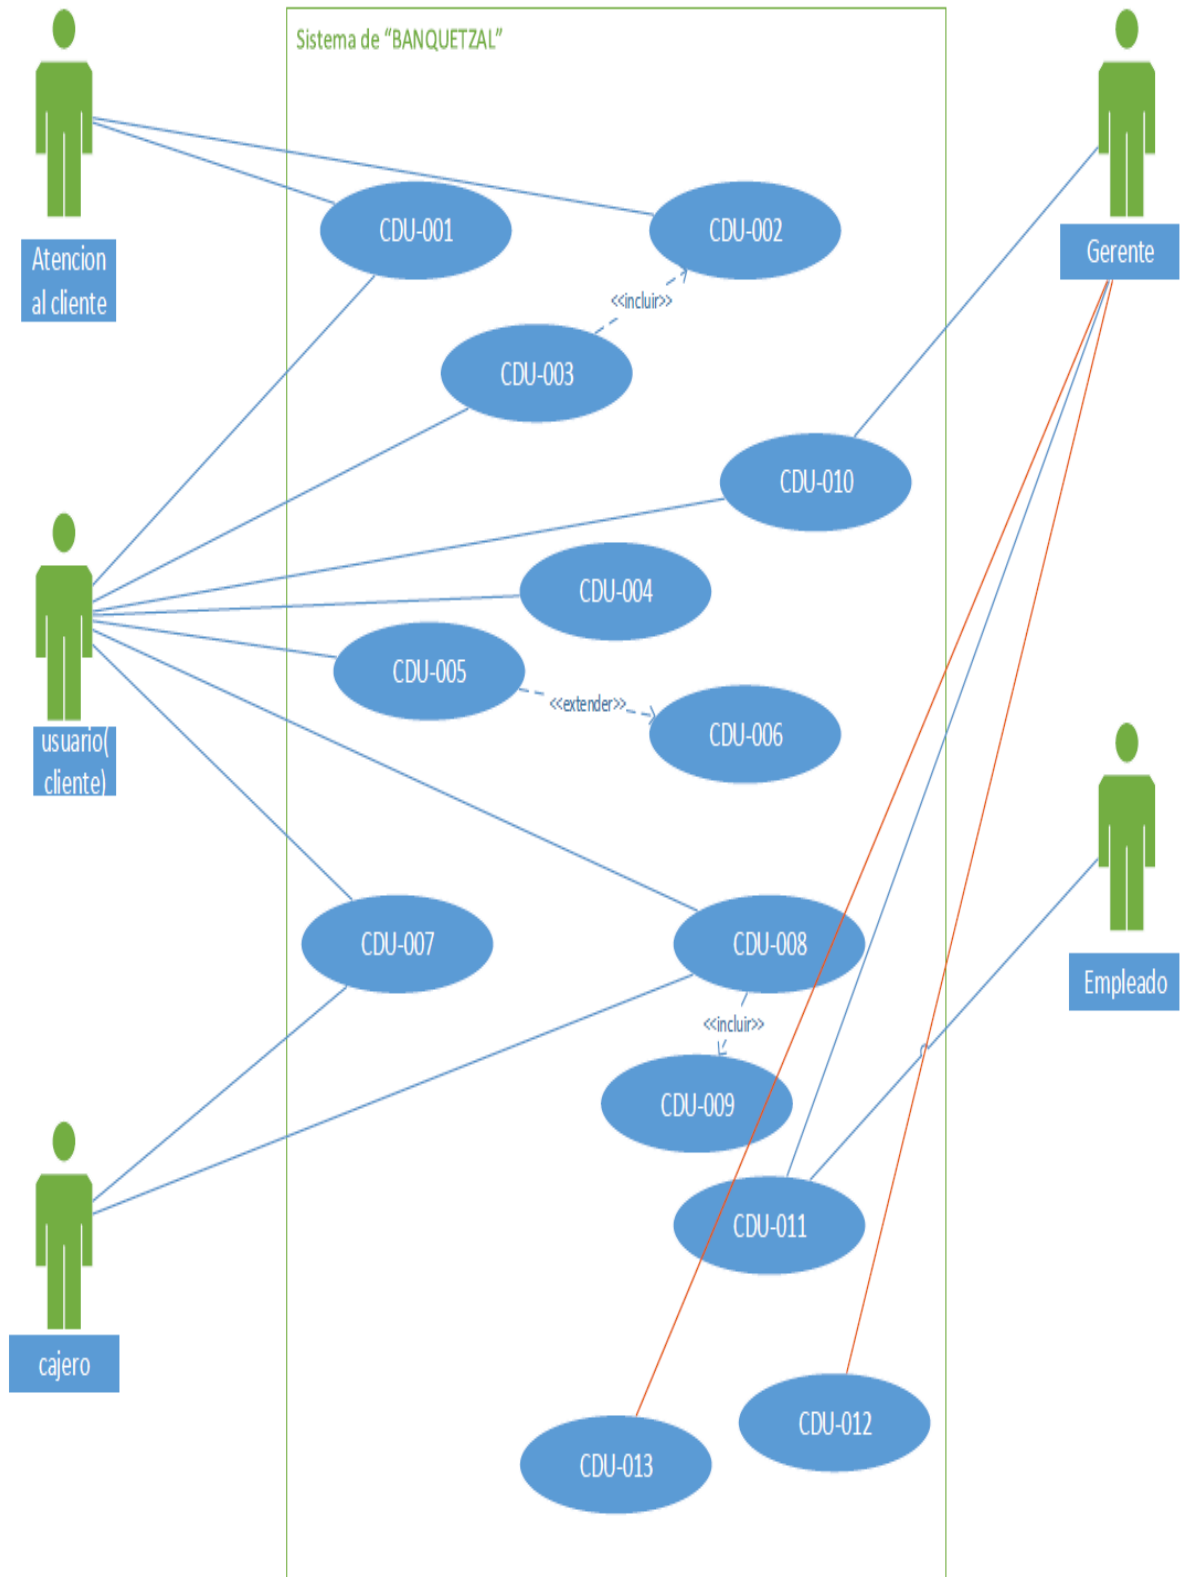 Sistema de “BANQUETZAL”
Atencion
al cliente
CDU-001
CDU-002
Gerente
<<incluir>>
CDU-003
CDU-010
CDU-004
CDU-005
<<extender>>
CDU-006
usuario(
cliente)
CDU-007
CDU-008
Empleado
<<incluir>>
CDU-009
CDU-011
cajero
CDU-012
CDU-013